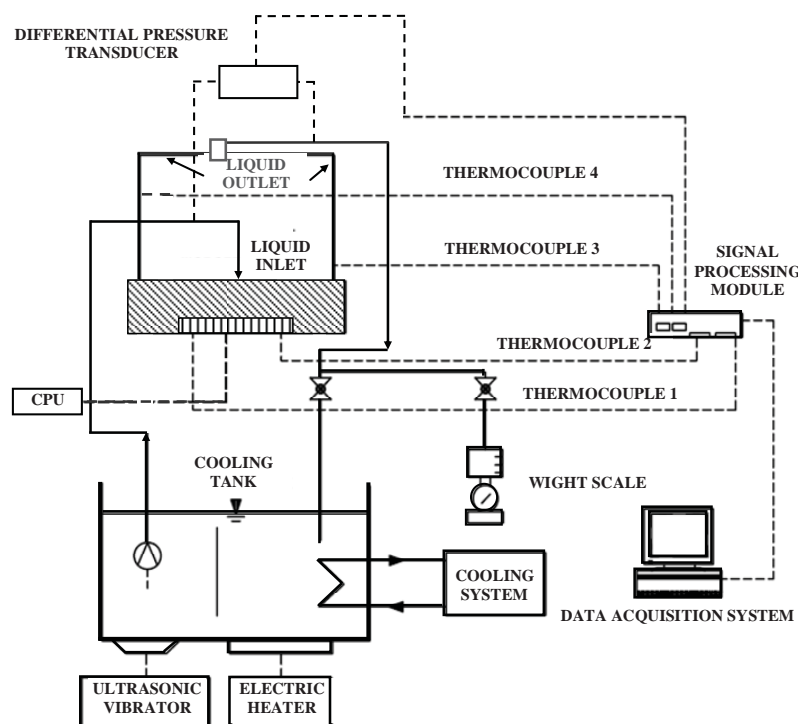 DIFFERENTIAL PRESSURE
TRANSDUCER
LIQUID
OUTLET
THERMOCOUPLE 4
LIQUID
INLET
THERMOCOUPLE 3
SIGNAL
PROCESSING
MODULE
THERMOCOUPLE 2
CPU
THERMOCOUPLE 1
COOLING
TANK
WIGHT SCALE
COOLING
SYSTEM
DATA ACQUISITION SYSTEM
ULTRASONIC
VIBRATOR
ELECTRIC
HEATER